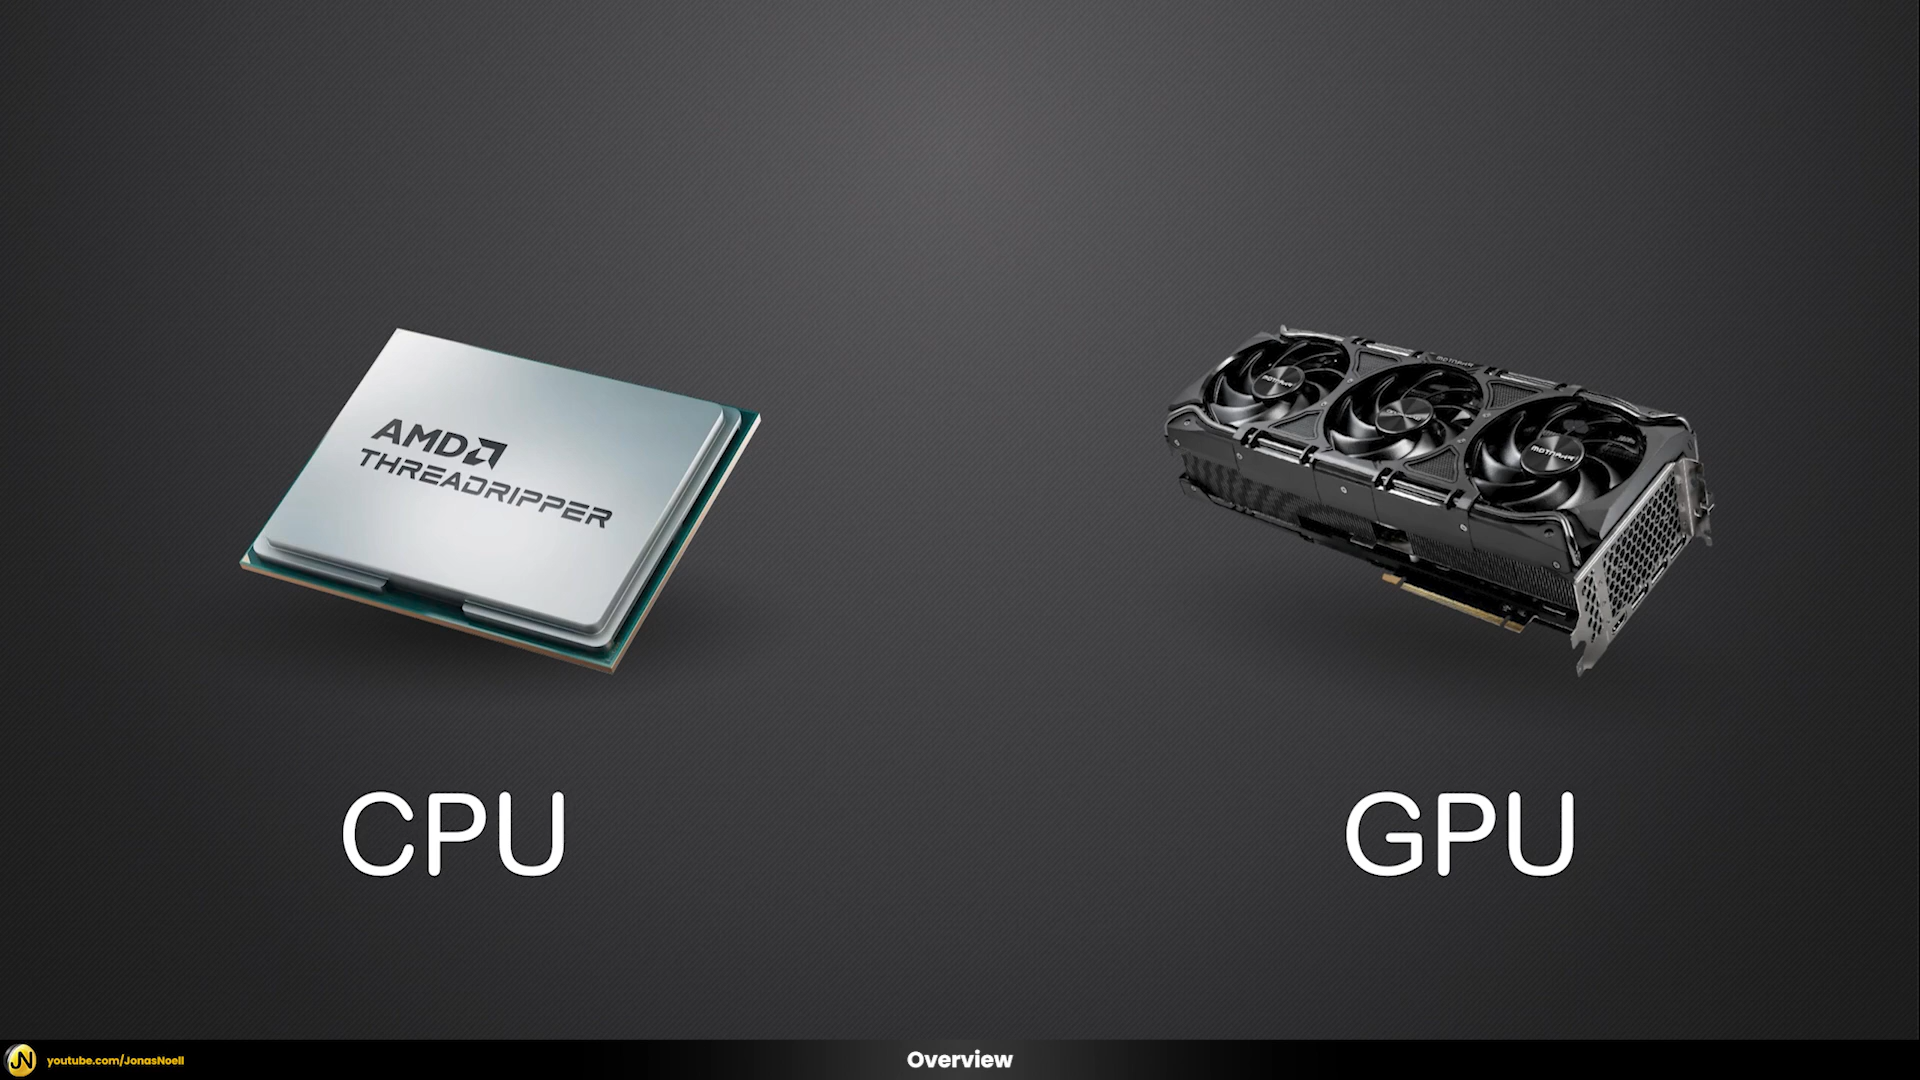 AMD
THREADRIPPER
CPU
GPU
JN
youtube.com/JonasNoell
Overview